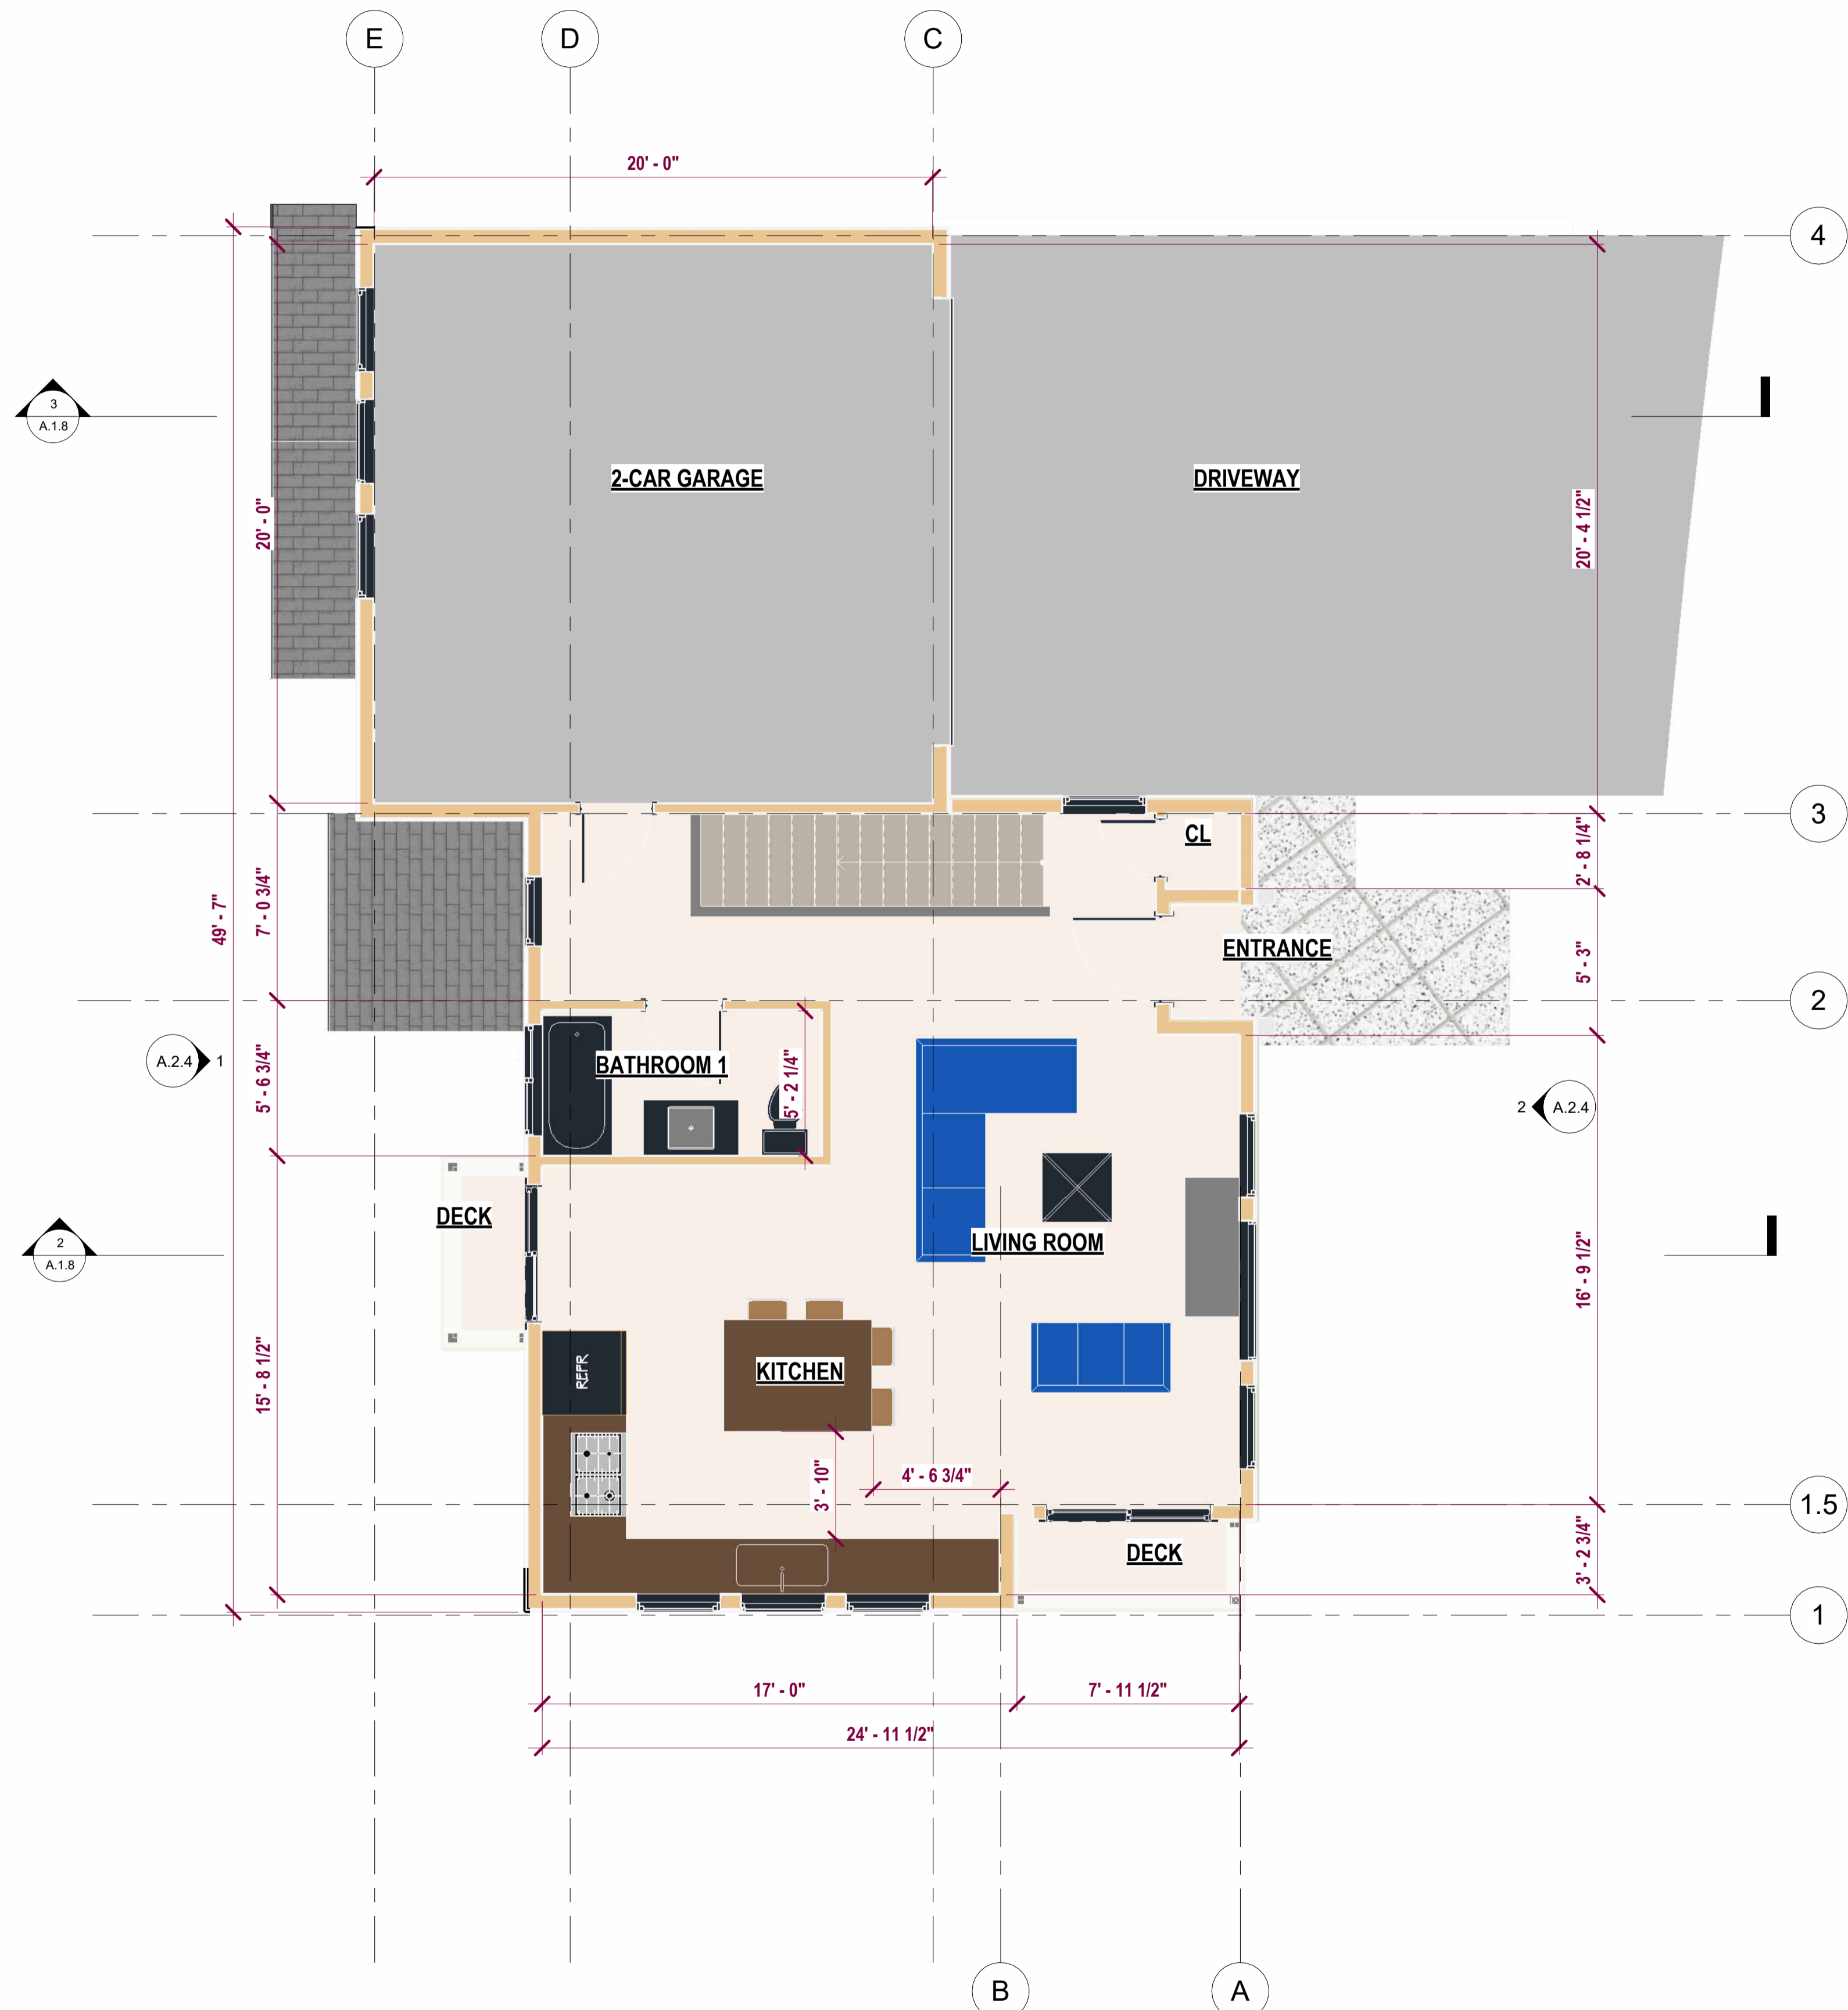 E
D
C
20' - 0"
4
3
A.1.8
2-CAR GARAGE
DRIVEWAY
20' - 0"
20' - 4 1/2"
3
CL
2' - 8 1/4"
49' - 7"
7' - 0 3/4"
ENTRANCE
5' - 3"
2
A.2.4
1
5' - 6 3/4"
BATHROOM 1
5' - 2 1/4"
2
A.2.4
DECK
2
A.1.8
LIVING ROOM
16' - 9 1/2"
15' - 8 1/2"
REFR
KITCHEN
3' - 10"
4' - 6 3/4"
1.5
DECK
3' - 2 3/4"
1
17' - 0"
7' - 11 1/2"
24' - 11 1/2"
B
A